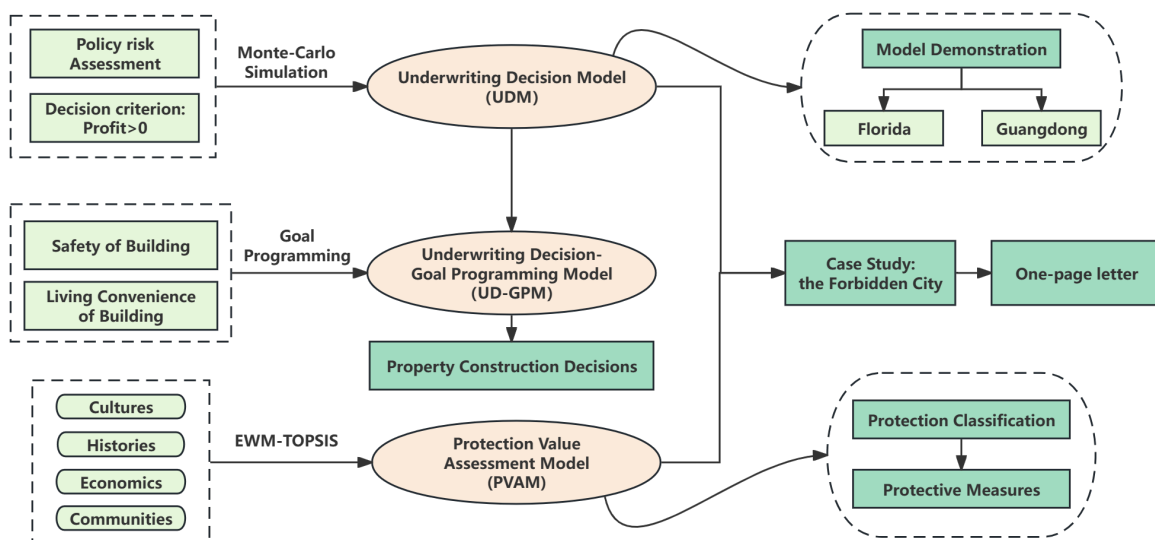 Policy risk
Assessment
Decision criterion:
Profit>0
Monte-Carlo
Simulation
Underwriting Decision Model
(UDM)
Model Demonstration
Florida
Guangdong
Safety of Building
Living Convenience
of Building
Goal
Programming
Underwriting Decision-
Goal Programming Model
(UD-GPM)
Property Construction Decisions
Case Study:
the Forbidden City
One-page letter
Cultures
Histories
Economics
Communities
EWM-TOPSIS
Protection Value
Assessment Model
(PVAM)
Protection Classification
Protective Measures